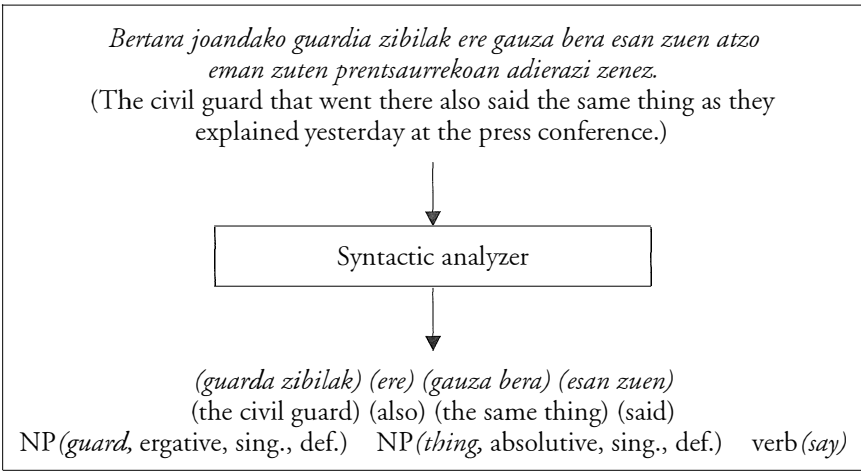 Bertara joandako guardia zibilak ere gauza bera esan zuen atzo
eman zuten prentsaurrekoan adierazi zenez.
(The civil guard that went there also said the same thing as they
explained yesterday at the press conference.)
Syntactic analyzer
(guarda zibilak) (ere) (gauza bera) (esan zuen)
(the civil guard) (also) (the same thing) (said)
NP(guard, ergative, sing., def.) NP(thing, absolutive, sing., def.) verb(say)